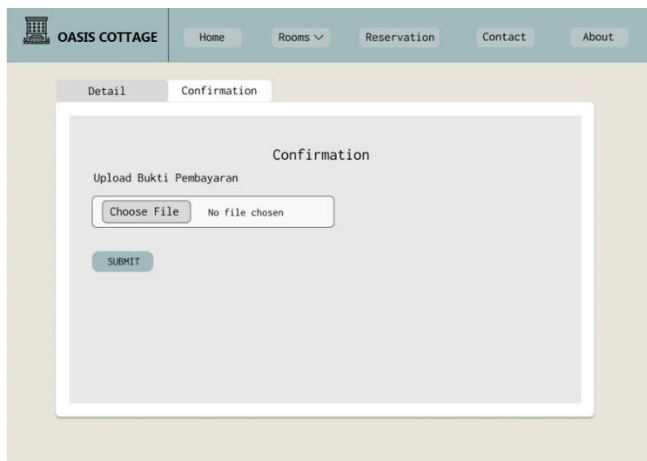 OASIS COTTAGE Home Rooms Reservation Contact About
Detail Confirmation
Confirmation
Upload Bukti Pembayaran
Choose File No file chosen
SUBMIT